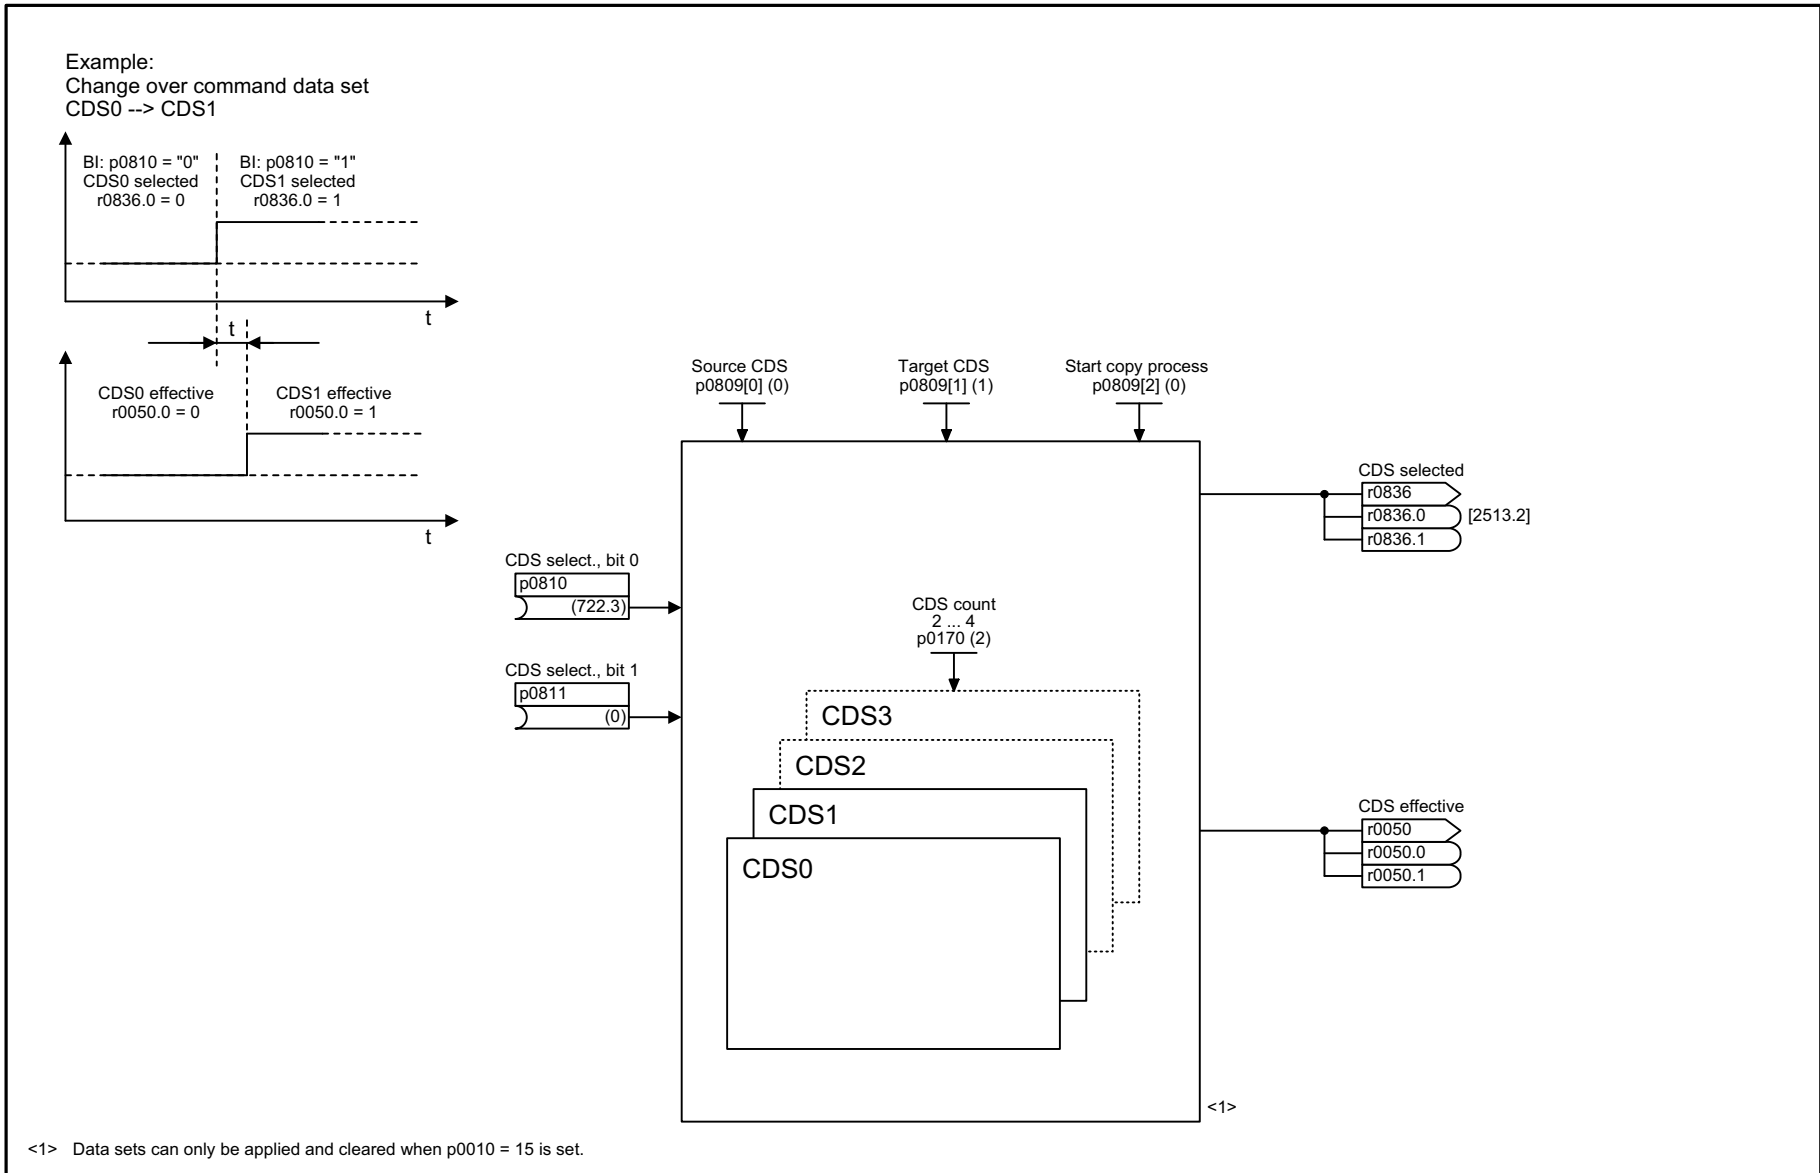 Example:
Change over command data set
CDS0 --> CDS1
BI: p0810 = "0"
CDS0 selected
r0836.0 = 0
BI: p0810 = "1"
CDS1 selected
r0836.0 = 1
t
t
CDS0 effective
r0050.0 = 0
CDS1 effective
r0050.0 = 1
t
Source CDS
p0809[0] (0)
Target CDS
p0809[1] (1)
Start copy process
p0809[2] (0)
CDS selected
r0836
r0836.0
[2513.2]
r0836.1
CDS select., bit 0
p0810
(722.3)
CDS select., bit 1
p0811
(0)
CDS count
2 ... 4
p0170 (2)
CDS3
CDS2
CDS1
CDS0
CDS effective
r0050
r0050.0
r0050.1
<1>
<1> Data sets can only be applied and cleared when p0010 = 15 is set.